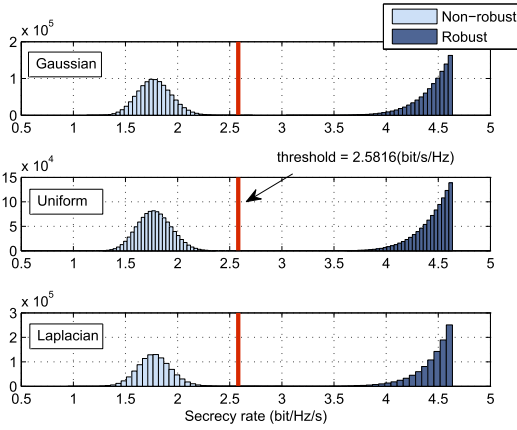 Non-robust
Robust
x 10^5
2
1
0
Gaussian
0.5 1 1.5 2 2.5 3 3.5 4 4.5 5
threshold = 2.5816(bit/s/Hz)
x 10^4
15
10
5
0
Uniform
0.5 1 1.5 2 2.5 3 3.5 4 4.5 5
x 10^5
3
2
1
0
Laplacian
0.5 1 1.5 2 2.5 3 3.5 4 4.5 5
Secrecy rate (bit/Hz/s)